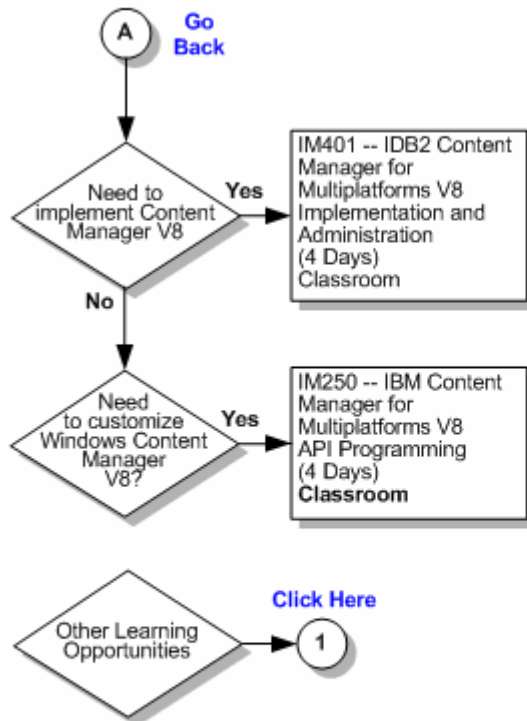 A
Go
Back
Need to
implement Content
Manager V8
Yes
IM401 -- IDB2 Content
Manager for
Multiplatforms V8
Implementation and
Administration
(4 Days)
Classroom
No
Need
to customize
Windows Content
Manager
V8?
Yes
IM250 -- IBM Content
Manager for
Multiplatforms V8
API Programming
(4 Days)
Classroom
Click Here
Other Learning
Opportunities
1